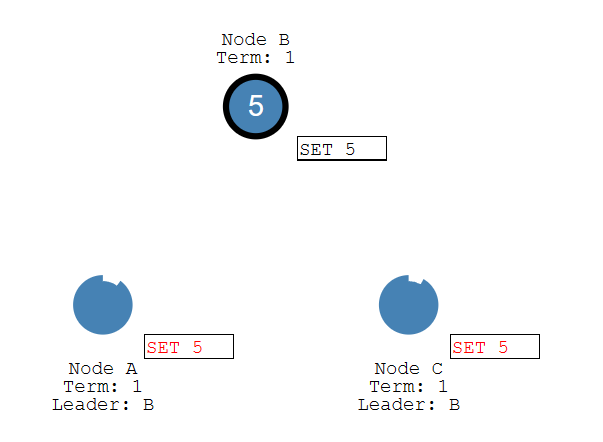 Node B
Term: 1
5
SET 5
SET 5
SET 5
Node A
Term: 1
Leader: B
Node C
Term: 1
Leader: B